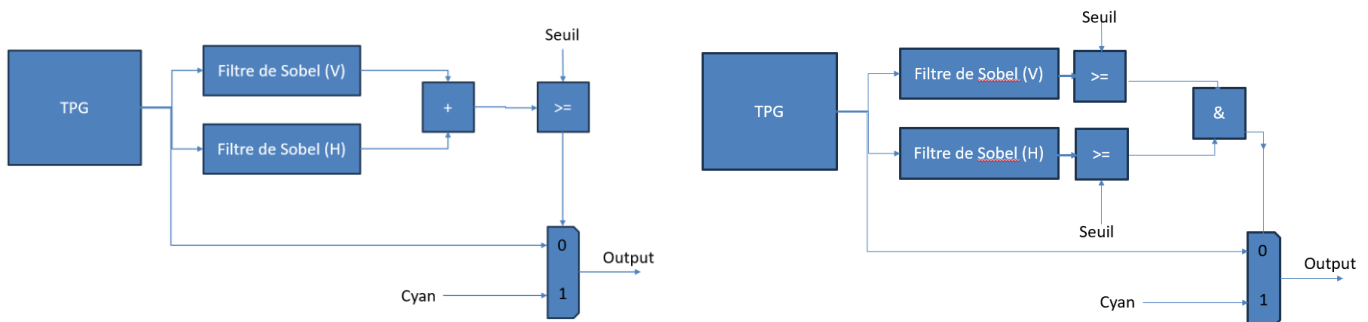 Seuil
Filtre de Sobel (V)
TPG
+
>=
Filtre de Sobel (H)
0
Output
Cyan
1
Seuil
Filtre de Sobel (V)
>=
TPG
&
Filtre de Sobel (H)
>=
Seuil
0
Output
Cyan
1